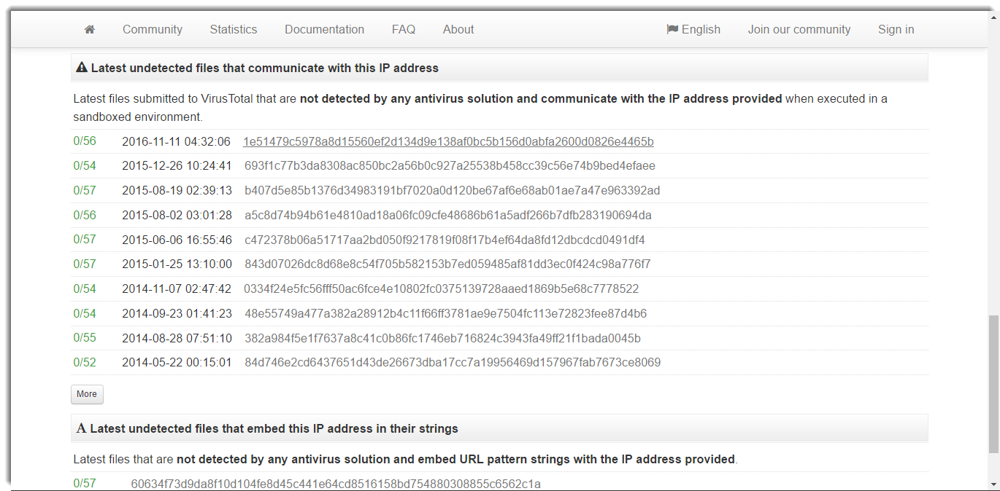 Community Statistics Documentation FAQ About English Join our community Sign in
Latest undetected files that communicate with this IP address
Latest files submitted to VirusTotal that are not detected by any antivirus solution and communicate with the IP address provided when executed in a
sandboxed environment.
0/56 2016-11-11 04:32:06 1e51479c5978a8d15560ef2d134d9e138af0bc5b156d0abfa2600d0826e4465b
0/54 2015-12-26 10:24:41 693f1c77b3da8308ac850bc2a56b0c927a25538b458cc39c56e74b9bed4efaee
0/57 2015-08-19 02:39:13 b407d5e85b1376d34983191bf7020a0d120be67af6e68ab01ae7a47e963392ad
0/56 2015-08-02 03:01:28 a5c8d74b94b61e4810ad18a06fc09cfe48686b61a5adf266b7dfb283190694da
0/57 2015-06-06 16:55:46 c472378b06a51717aa2bd050f9217819f08f17b4ef64da8fd12dbcdcd0491df4
0/57 2015-01-25 13:10:00 843d07026dc8d68e8c54f705b582153b7ed059485af81dd3ec0f424c98a776f7
0/54 2014-11-07 02:47:42 0334f24e5fc56fff50ac6fce4e10802fc0375139728aaed1869b5e68c7778522
0/54 2014-09-23 01:41:23 48e55749a477a382a28912b4c11f66ff3781ae9e7504fc113e72823fee87d4b6
0/55 2014-08-28 07:51:10 382a984f5e1f7637a8c41c0b86fc1746eb716824c3943fa49ff21f1bada0045b
0/52 2014-05-22 00:15:01 84d746e2cd6437651d43de26673dba17cc7a19956469d157967fab7673ce8069
More
A Latest undetected files that embed this IP address in their strings
Latest files that are not detected by any antivirus solution and embed URL pattern strings with the IP address provided.
0/57 60634f73d9da8f10d104fe8d45c441e64cd8516158bd754880308855c6562c1a